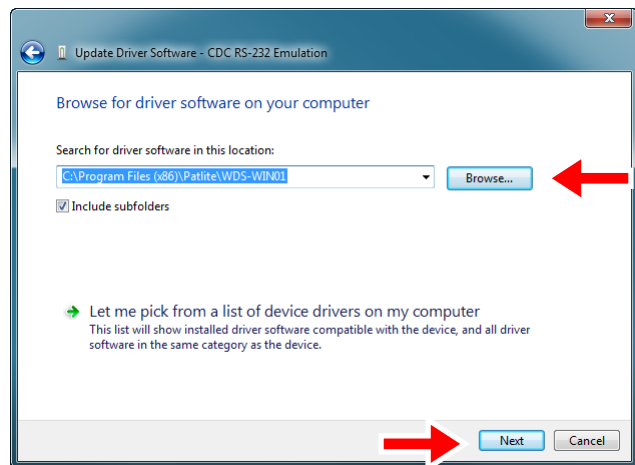 Update Driver Software - CDC RS-232 Emulation
Browse for driver software on your computer
Search for driver software in this location:
C:\Program Files (x86)\Patlite\WDS-WIN01
Browse...
Include subfolders
Let me pick from a list of device drivers on my computer
This list will show installed driver software compatible with the device, and all driver
software in the same category as the device.
Next
Cancel